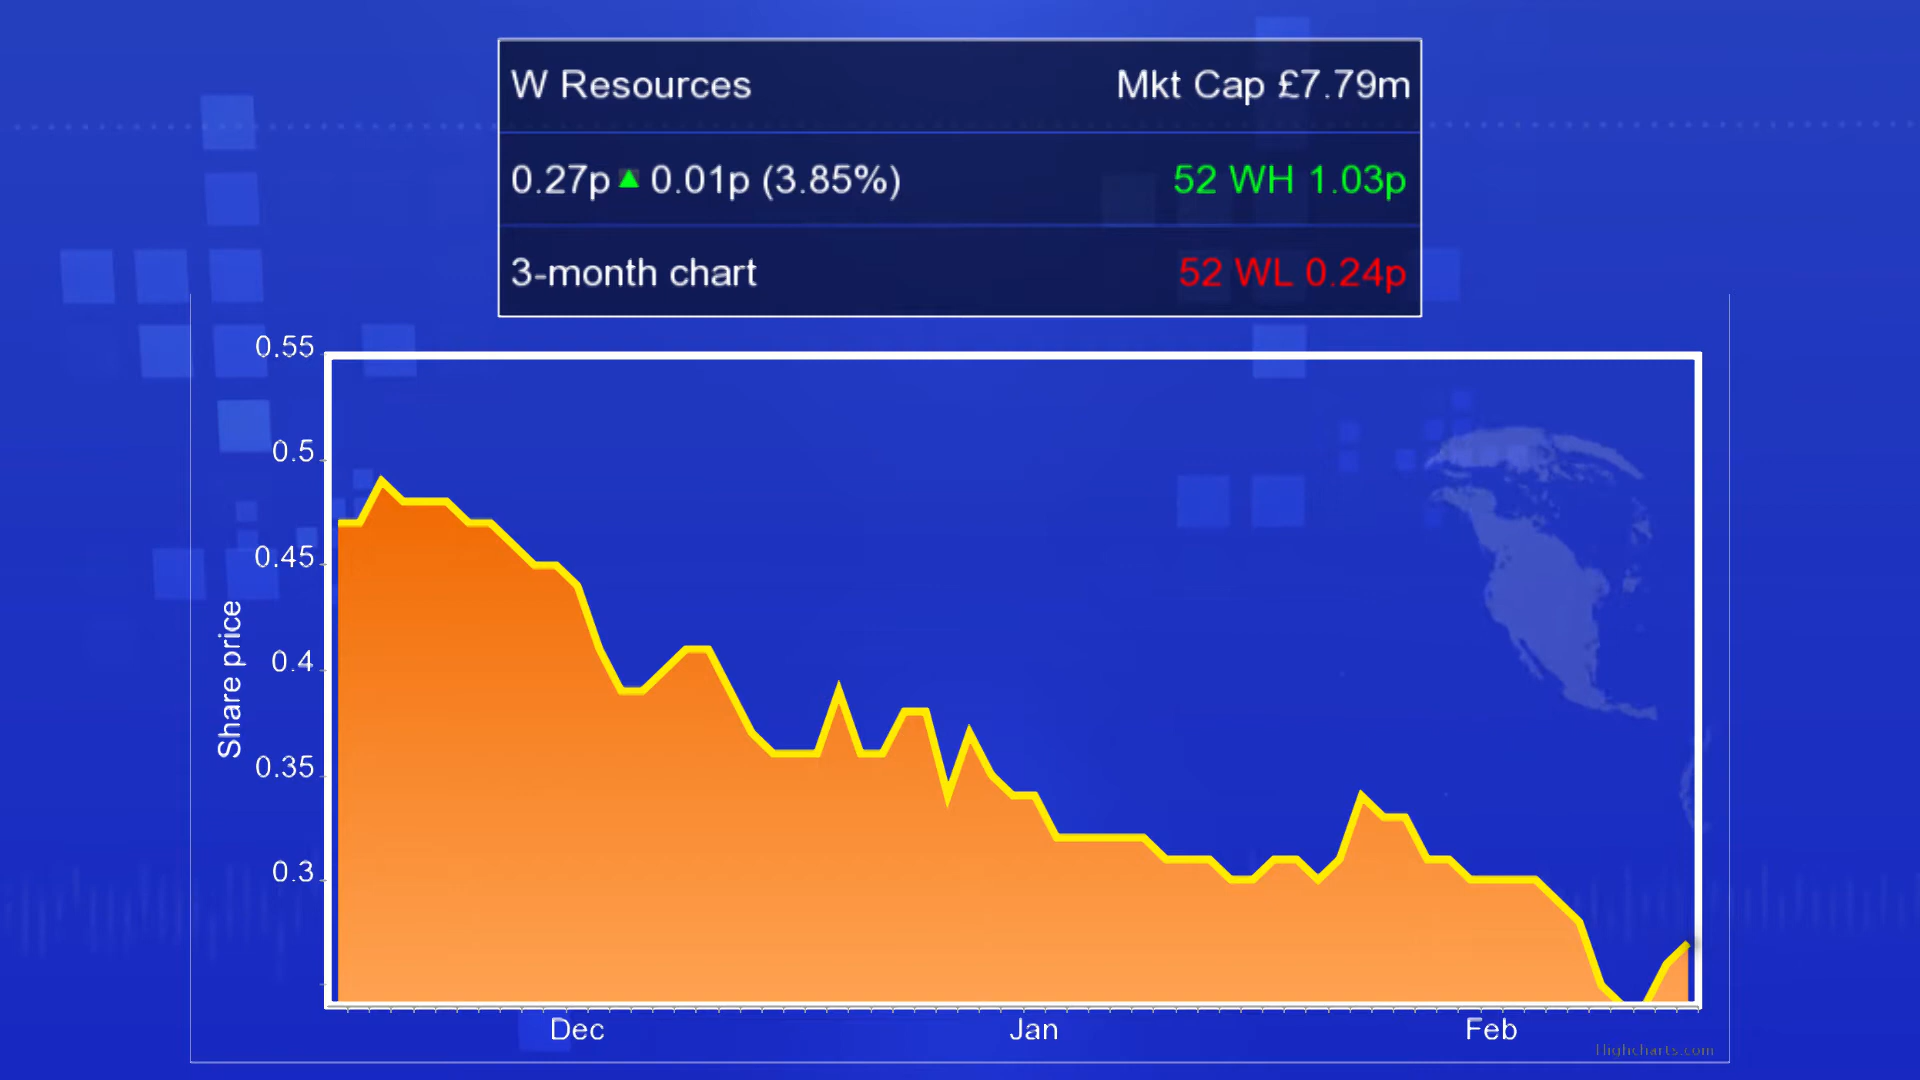 W Resources Mkt Cap £7.79m
0.27p ▲ 0.01p (3.85%) 52 WH 1.03p
3-month chart 52 WL 0.24p
0.55
0.5
0.45
0.4
0.35
0.3
Share price
Dec Jan Feb
Highcharts.com